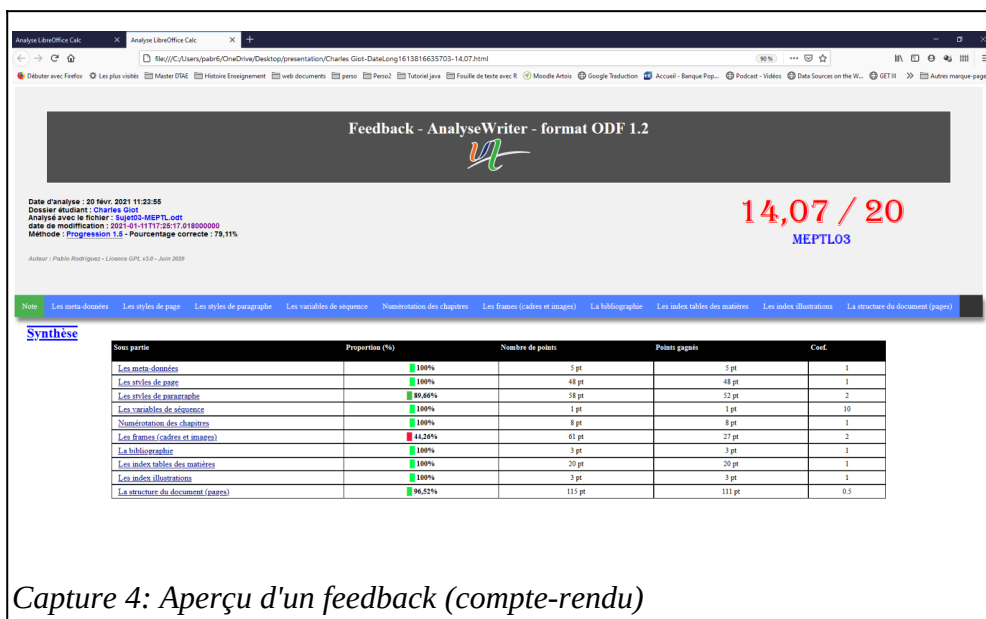 Analyse LibreOffice Calc × Analyse LibreOffice Calc × +
file:///C:/Users/pabr6/OneDrive/Desktop/presentation/Charles Giot-DateLong1613816635703-14,07.html 90 %
Débuter avec Firefox Les plus visités Master DTAE Histoire Enseignement web documents perso Perso2 Tutoriel java Fouille de texte avec R Moodle Artois Google Traduction Accueil - Banque Pop... Podcast - Vidéos Data Sources on the W... GET III Autres marque-page
Feedback - AnalyseWriter - format ODF 1.2
Date d'analyse : 20 févr. 2021 11:23:55
Dossier étudiant : Charles Giot
Analysé avec le fichier : Sujet03-MEPTL.odt
date de modiffication : 2021-01-11T17:25:17.018000000
Méthode : Progression 1.5 - Pourcentage correcte : 79,11%
Auteur : Pablo Rodriguez - Licence GPL v3.0 - Juin 2020
14,07 / 20
MEPTL03
Note Les meta-données Les styles de page Les styles de paragraphe Les variables de séquence Numérotation des chapitres Les frames (cadres et images) La bibliographie Les index tables des matières Les index illustrations La structure du document (pages)
Synthèse
Sous partie Proportion (%) Nombre de points Points gagnés Coef.
Les meta-données 100% 5 pt 5 pt 1
Les styles de page 100% 48 pt 48 pt 1
Les styles de paragraphe 89,66% 58 pt 52 pt 2
Les variables de séquence 100% 1 pt 1 pt 10
Numérotation des chapitres 100% 8 pt 8 pt 1
Les frames (cadres et images) 44,26% 61 pt 27 pt 2
La bibliographie 100% 3 pt 3 pt 1
Les index tables des matières 100% 20 pt 20 pt 1
Les index illustrations 100% 3 pt 3 pt 1
La structure du document (pages) 96,52% 115 pt 111 pt 0.5
Capture 4: Aperçu d'un feedback (compte-rendu)